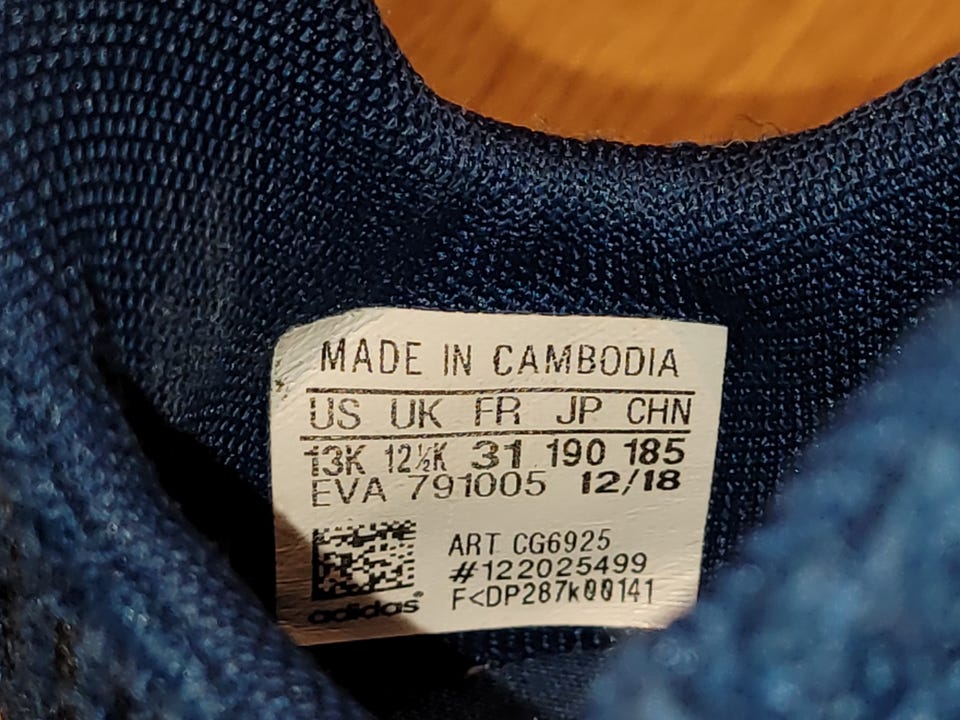 MADE IN CAMBODIA
US UK FR JP CHN
13K 12½K 31 190 185
EVA 791005 12/18
ART CG6925
#122025499
F<DP287k00141
adidas®